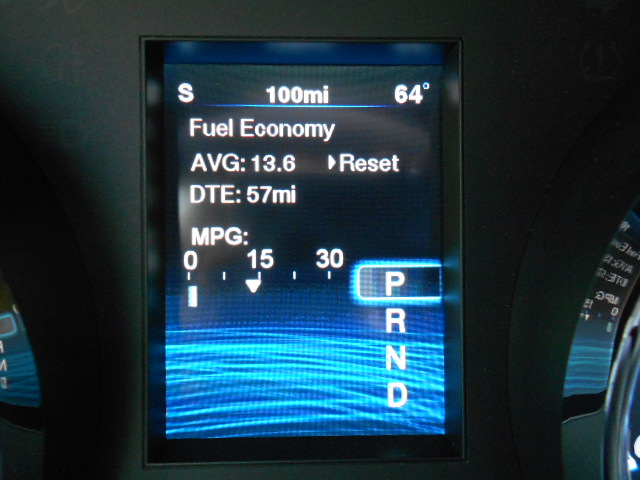 S 100mi 64°
Fuel Economy
AVG: 13.6 Reset
DTE: 57mi
MPG:
0 15 30
P
R
N
D